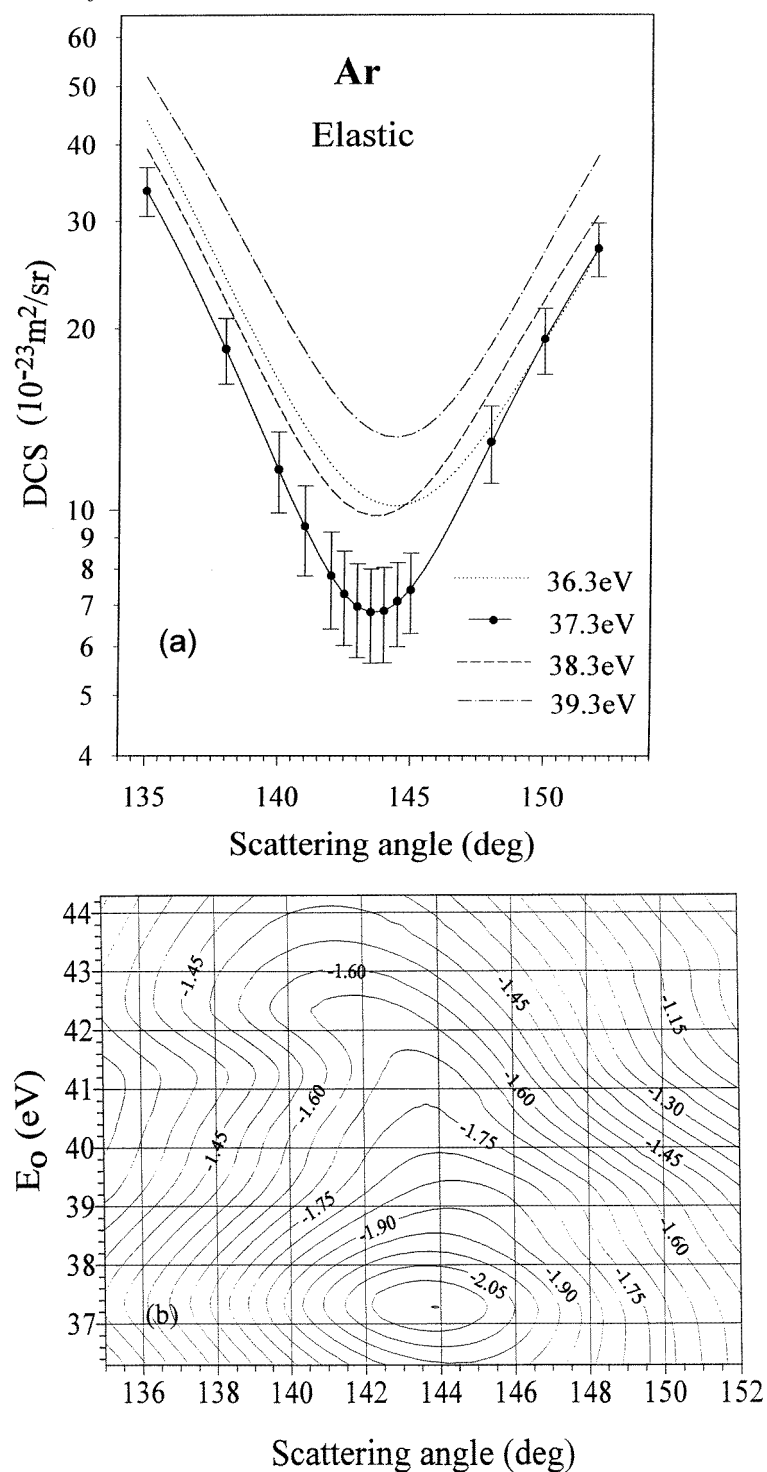 60
50
40
30
20
10
9
8
7
6
5
4
Ar
Elastic
DCS (10⁻²³m²/sr)
(a)
36.3eV
37.3eV
38.3eV
39.3eV
135 140 145 150
Scattering angle (deg)
44
43
42
41
40
39
38
37
E₀ (eV)
-1.45
-1.60
-1.45
-1.15
-1.60
-1.60
-1.30
-1.45
-1.75
-1.45
-1.75
-1.90
-1.60
-2.05
-1.90
-1.75
(b)
136 138 140 142 144 146 148 150 152
Scattering angle (deg)